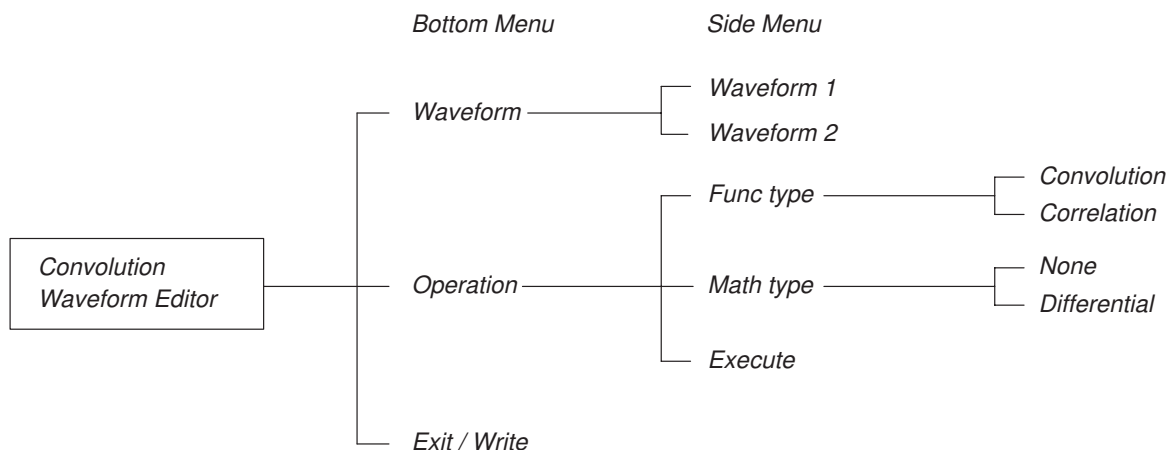 Bottom Menu
Side Menu
Waveform
Waveform 1
Waveform 2
Func type
Convolution
Correlation
Convolution
Waveform Editor
Operation
Math type
None
Differential
Execute
Exit / Write